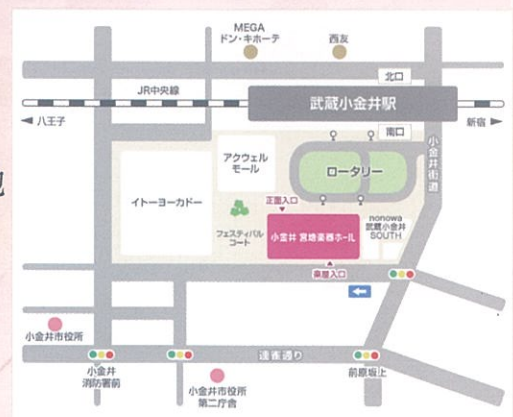 MEGA
ドン・キホーテ
西友
北口
JR中央線
武蔵小金井駅
八王子
新宿
南口
小金井街道
アクウェル
モール
ロータリー
イトーヨーカドー
正面入口
フェスティバル
コート
小金井 宮地楽器ホール
nonowa
武蔵小金井
SOUTH
楽屋入口
小金井市役所
小金井
消防署前
連雀通り
前原坂上
小金井市役所
第二庁舎